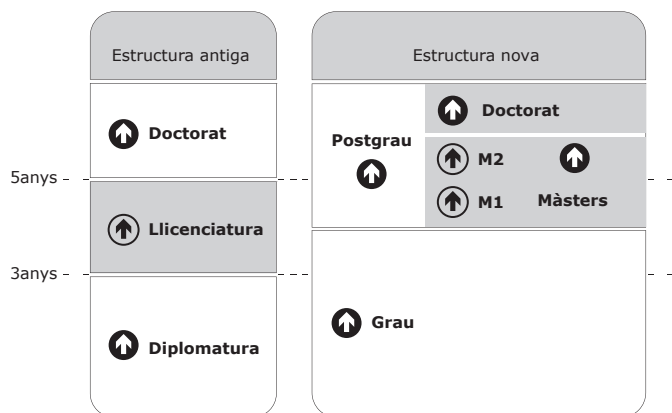 Estructura antiga
Estructura nova
Doctorat
Doctorat
Postgrau
M2
5anys
M1
Màsters
Llicenciatura
3anys
Grau
Diplomatura